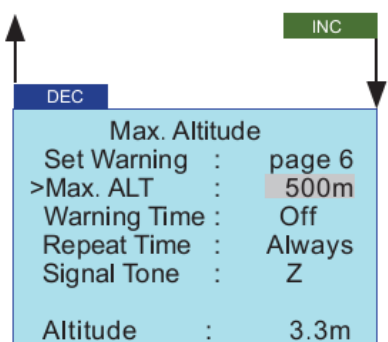 INC
DEC
Max. Altitude
Set Warning : page 6
>Max. ALT : 500m
Warning Time : Off
Repeat Time : Always
Signal Tone : Z
Altitude : 3.3m